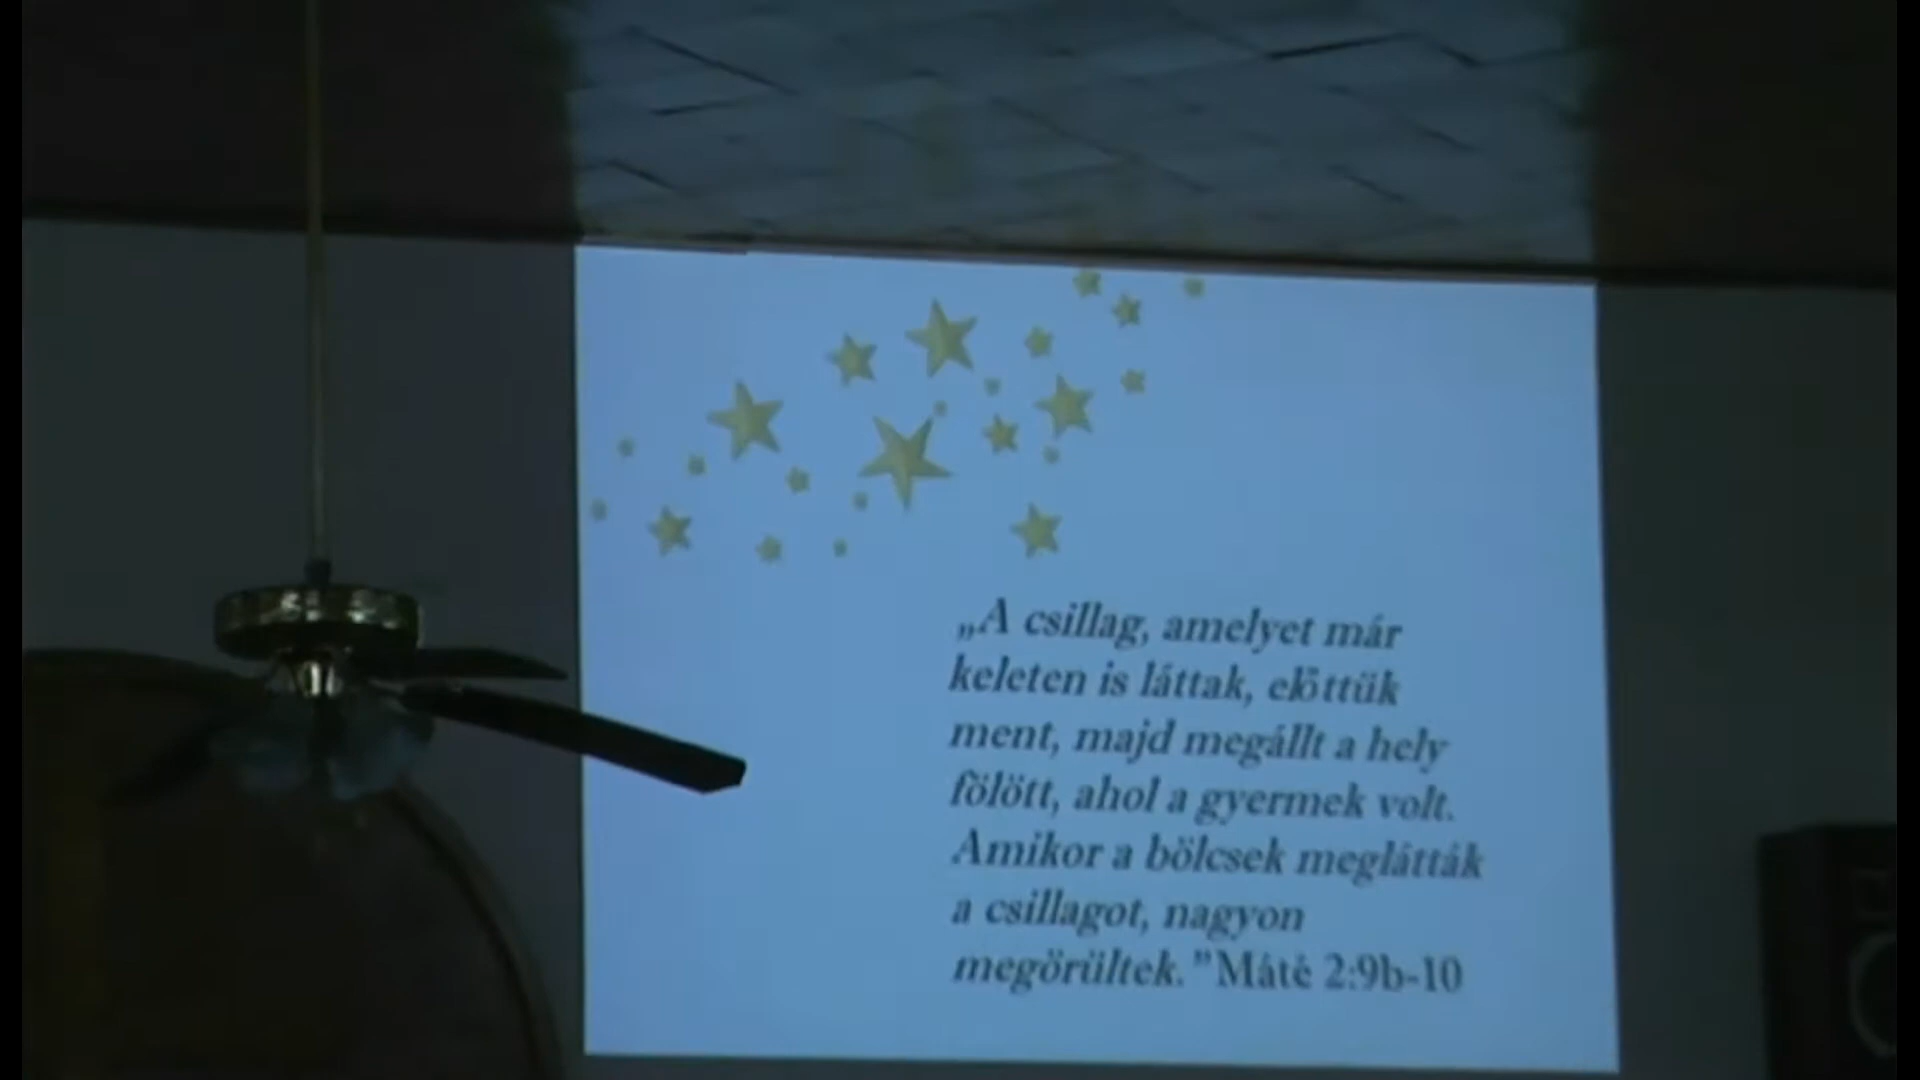 „A csillag, amelyet már
keleten is láttak, előttük
ment, majd megállt a hely
fölött, ahol a gyermek volt.
Amikor a bölcsek meglátták
a csillagot, nagyon
megörültek.” Máté 2:9b-10